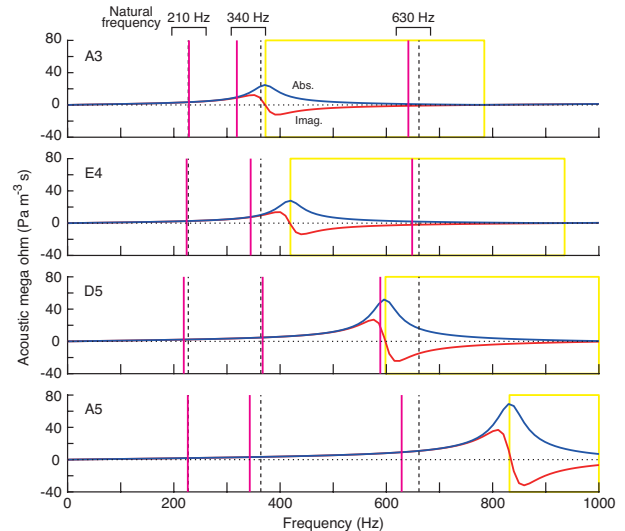 Natural
frequency
210 Hz 340 Hz 630 Hz
80
40
0
-40
A3
Abs.
Imag.
80
40
0
-40
E4
80
40
0
-40
D5
80
40
0
-40
A5
0 200 400 600 800 1000
Frequency (Hz)
Acoustic mega ohm (Pa m⁻³ s)